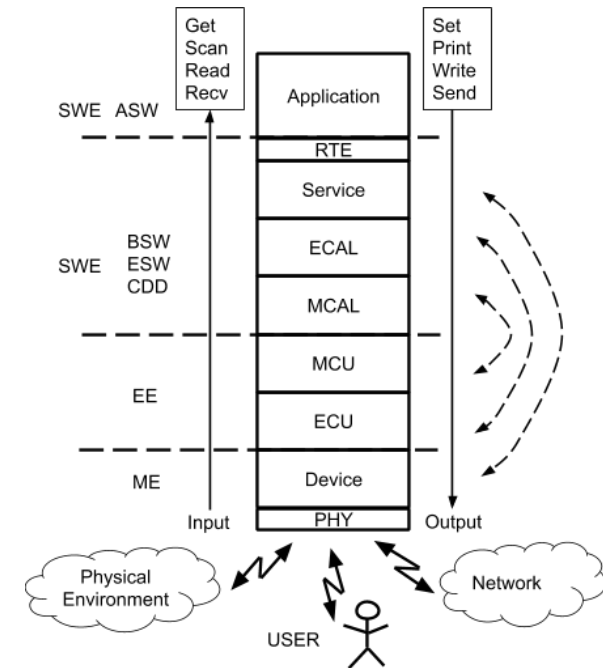 Get
Scan
Read
Recv
Set
Print
Write
Send
Application
SWE ASW
RTE
Service
BSW
SWE ESW
CDD
ECAL
MCAL
MCU
EE
ECU
ME
Device
Input
PHY
Output
Physical
Environment
Network
USER